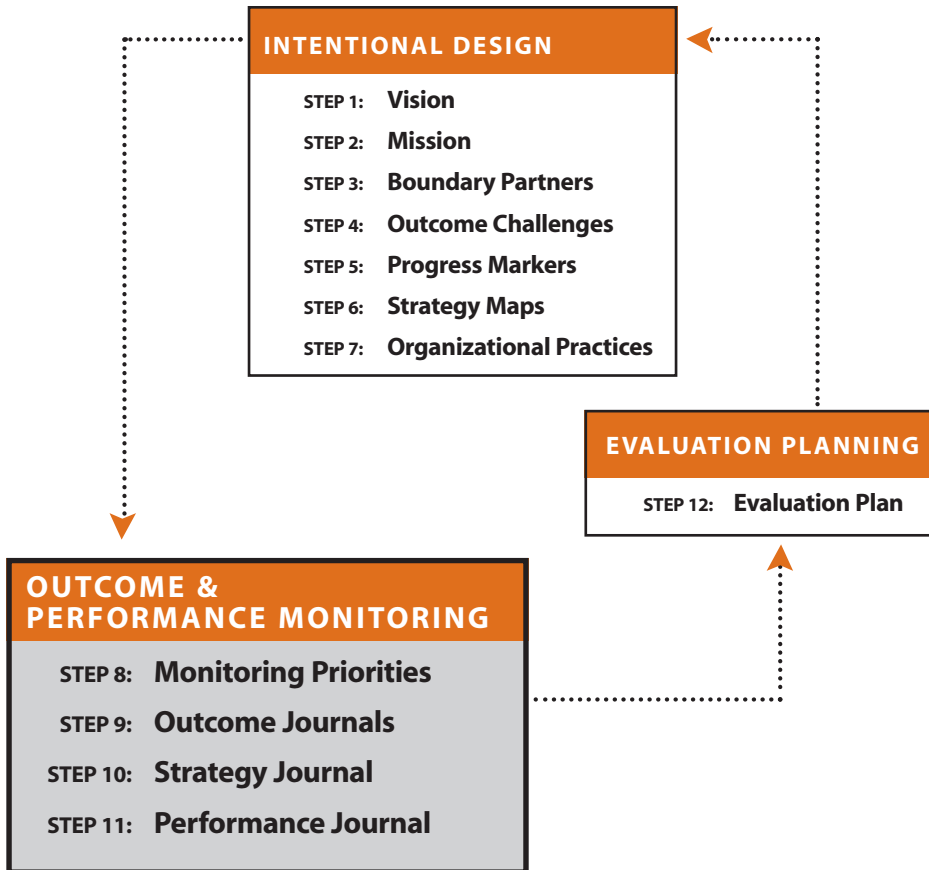 INTENTIONAL DESIGN
STEP 1: Vision
STEP 2: Mission
STEP 3: Boundary Partners
STEP 4: Outcome Challenges
STEP 5: Progress Markers
STEP 6: Strategy Maps
STEP 7: Organizational Practices
EVALUATION PLANNING
STEP 12: Evaluation Plan
OUTCOME &
PERFORMANCE MONITORING
STEP 8: Monitoring Priorities
STEP 9: Outcome Journals
STEP 10: Strategy Journal
STEP 11: Performance Journal